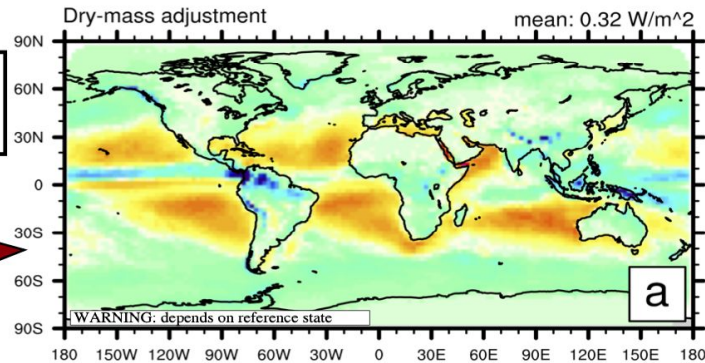 Dry-mass adjustment mean: 0.32 W/m^2
90N
60N
30N
0
30S
60S
90S
a
WARNING: depends on reference state
180 150W 120W 90W 60W 30W 0 30E 60E 90E 120E 150E 180